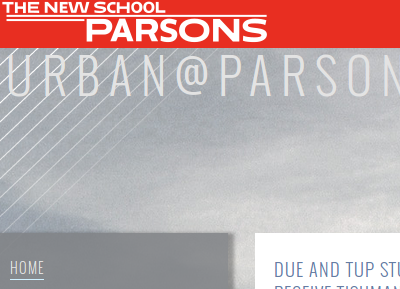 THE NEW SCHOOL
PARSONS
URBAN@PARSON
HOME
DUE AND TUP STU